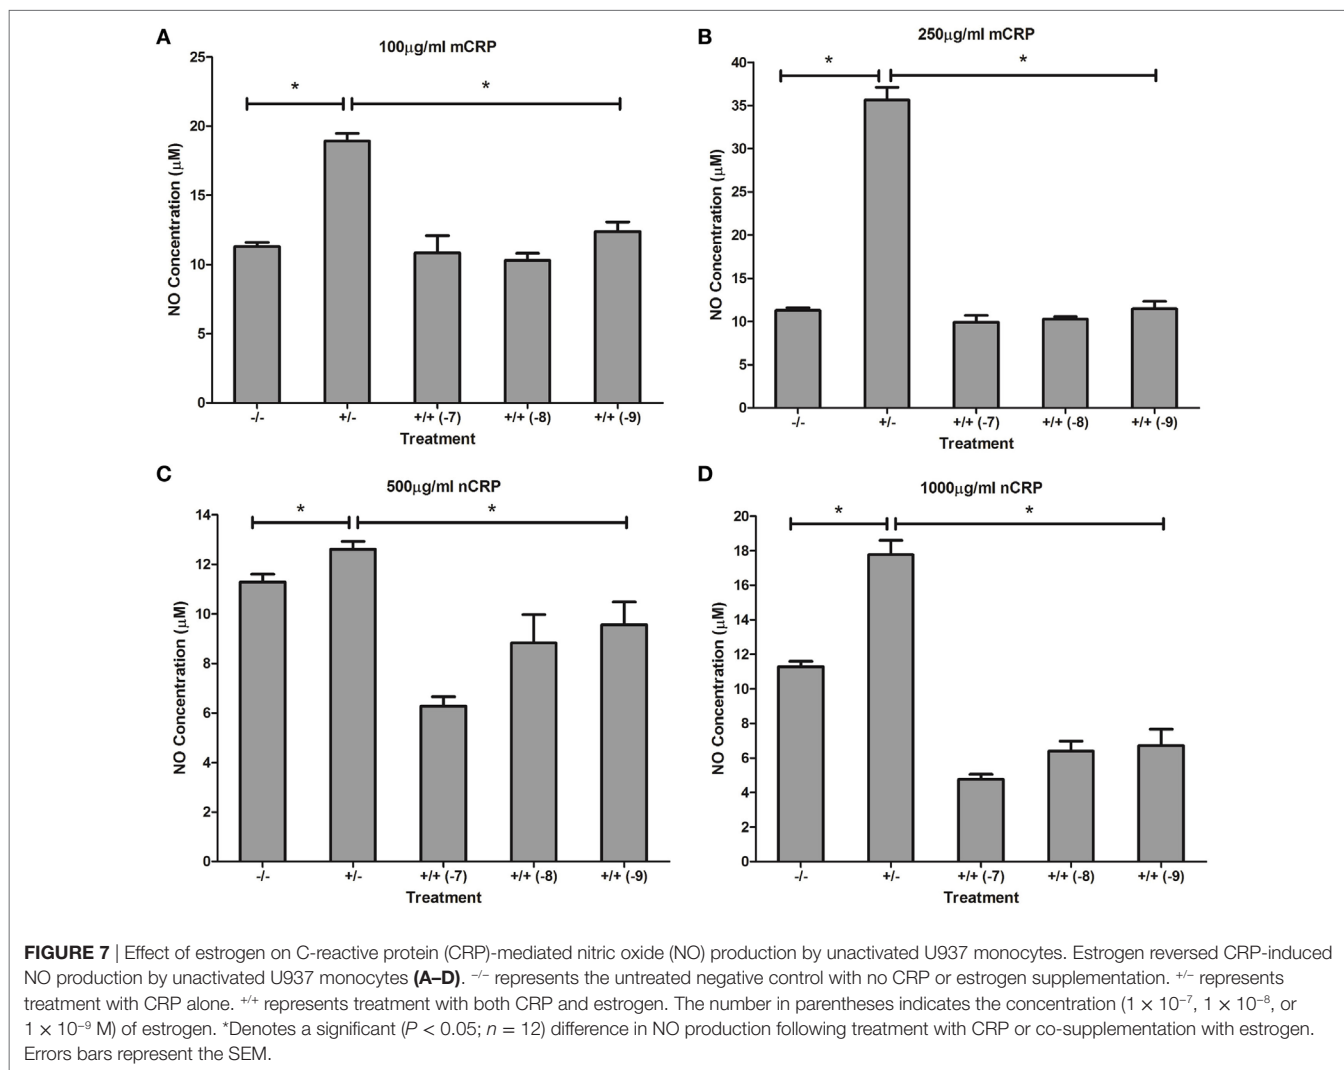 A
100μg/ml mCRP
25
20
15
10
5
0
NO Concentration (μM)
*
*
-/-
+/-
+/+ (-7)
+/+ (-8)
+/+ (-9)
Treatment
B
250μg/ml mCRP
40
35
30
25
20
15
10
5
0
NO Concentration (μM)
*
*
-/-
+/-
+/+ (-7)
+/+ (-8)
+/+ (-9)
Treatment
C
500μg/ml nCRP
14
12
10
8
6
4
2
0
NO Concentration (μM)
*
*
-/-
+/-
+/+ (-7)
+/+ (-8)
+/+ (-9)
Treatment
D
1000μg/ml nCRP
20
18
16
14
12
10
8
6
4
2
0
NO Concentration (μM)
*
*
-/-
+/-
+/+ (-7)
+/+ (-8)
+/+ (-9)
Treatment
FIGURE 7 | Effect of estrogen on C-reactive protein (CRP)-mediated nitric oxide (NO) production by unactivated U937 monocytes. Estrogen reversed CRP-induced
NO production by unactivated U937 monocytes (A–D). −/− represents the untreated negative control with no CRP or estrogen supplementation. +/− represents
treatment with CRP alone. +/+ represents treatment with both CRP and estrogen. The number in parentheses indicates the concentration (1 × 10⁻⁷, 1 × 10⁻⁸, or
1 × 10⁻⁹ M) of estrogen. *Denotes a significant (P < 0.05; n = 12) difference in NO production following treatment with CRP or co-supplementation with estrogen.
Errors bars represent the SEM.